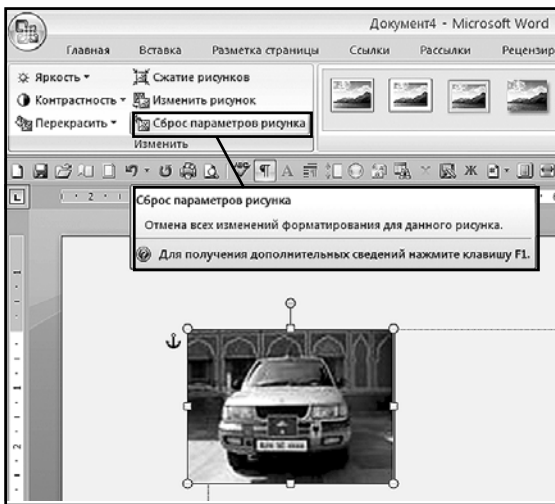 Документ4 - Microsoft Word
Главная Вставка Разметка страницы Ссылки Рассылки Рецензир
Яркость Сжатие рисунков
Контрастность Изменить рисунок
Перекрасить Сброс параметров рисунка
Изменить
Сброс параметров рисунка
Отмена всех изменений форматирования для данного рисунка.
Для получения дополнительных сведений нажмите клавишу F1.